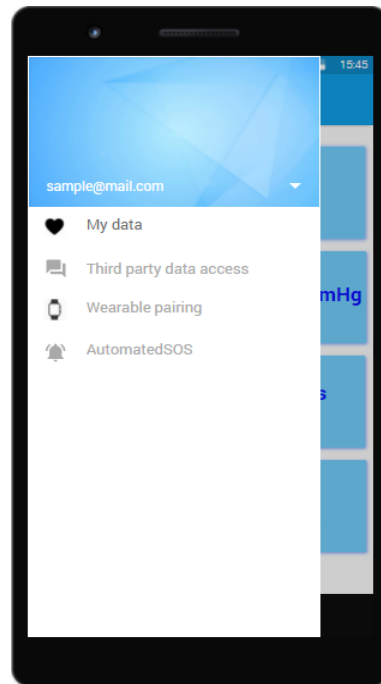 15:45
sample@mail.com
My data
Third party data access
mHg
Wearable pairing
AutomatedSOS
s